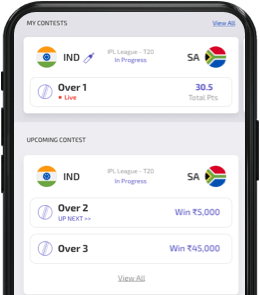 MY CONTESTS
View All
IPL League - T20
IND
SA
In Progress
Over 1
30.5
Live
Total Pts
UPCOMING CONTEST
IPL League - T20
IND
SA
In Progress
Over 2
UP NEXT >>
Win ₹5,000
Over 3
Win ₹45,000
View All